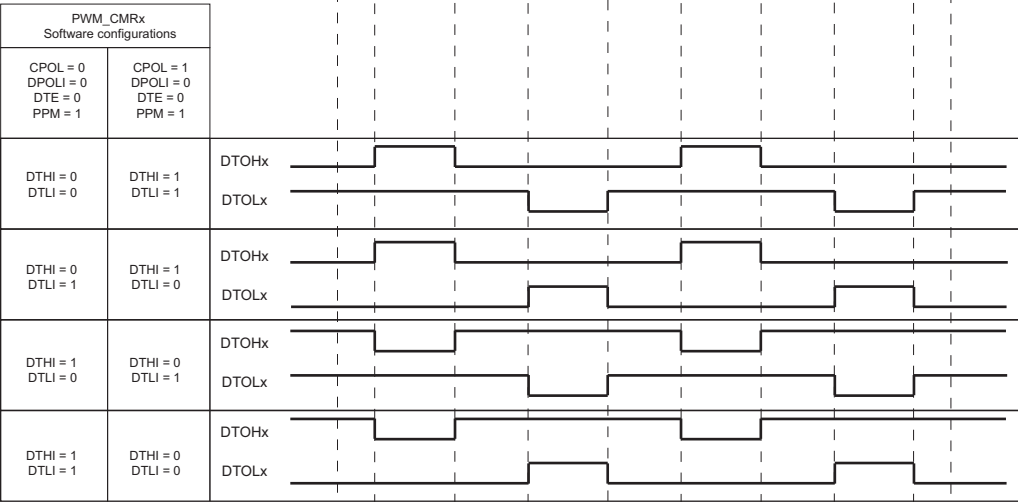 PWM_CMRx
Software configurations
CPOL = 0
DPOLI = 0
DTE = 0
PPM = 1
CPOL = 1
DPOLI = 0
DTE = 0
PPM = 1
DTHI = 0
DTLI = 0
DTHI = 1
DTLI = 1
DTOHx
DTOLx
DTHI = 0
DTLI = 1
DTHI = 1
DTLI = 0
DTOHx
DTOLx
DTHI = 1
DTLI = 0
DTHI = 0
DTLI = 1
DTOHx
DTOLx
DTHI = 1
DTLI = 1
DTHI = 0
DTLI = 0
DTOHx
DTOLx